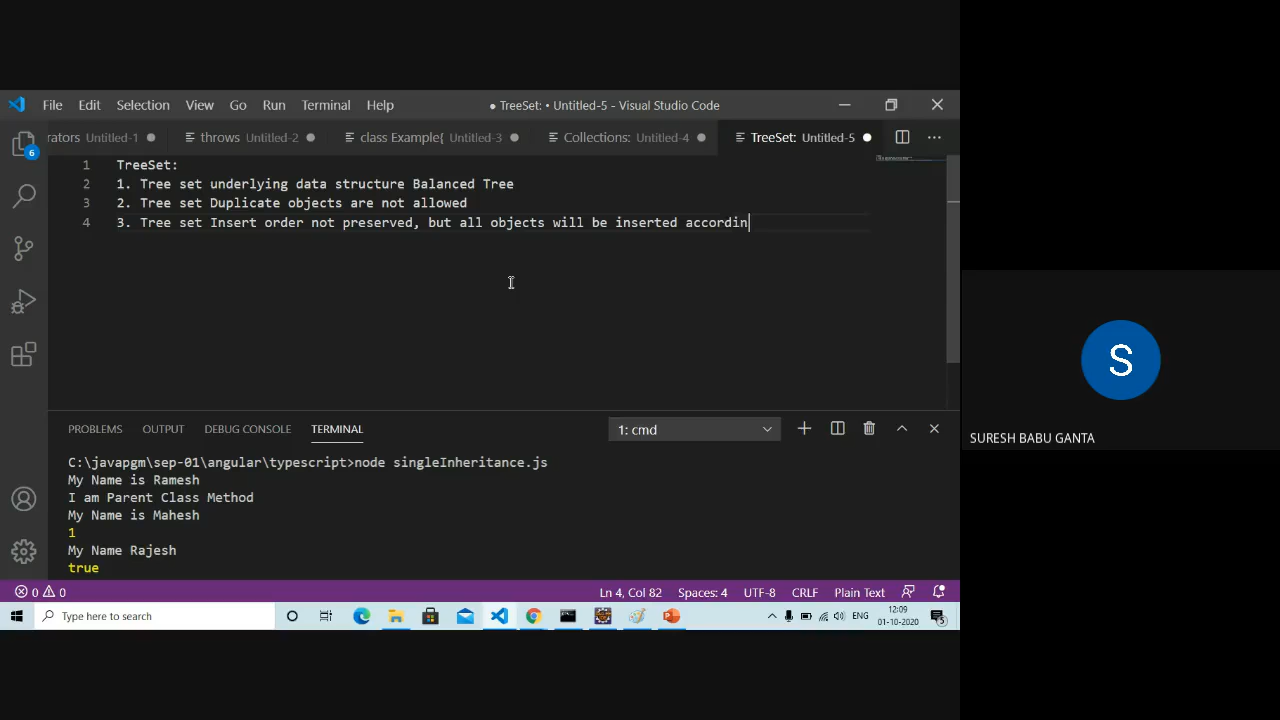 File Edit Selection View Go Run Terminal Help ● TreeSet: • Untitled-5 - Visual Studio Code
rators Untitled-1 throws Untitled-2 class Example{ Untitled-3 Collections: Untitled-4 TreeSet: Untitled-5
1 TreeSet:
2 1. Tree set underlying data structure Balanced Tree
3 2. Tree set Duplicate objects are not allowed
4 3. Tree set Insert order not preserved, but all objects will be inserted accordin
6
S
SURESH BABU GANTA
PROBLEMS OUTPUT DEBUG CONSOLE TERMINAL 1: cmd
C:\javapgm\sep-01\angular\typescript>node singleInheritance.js
My Name is Ramesh
I am Parent Class Method
My Name is Mahesh
1
My Name Rajesh
true
0 0 Ln 4, Col 82 Spaces: 4 UTF-8 CRLF Plain Text
Type here to search ENG 12:09
01-10-2020 5